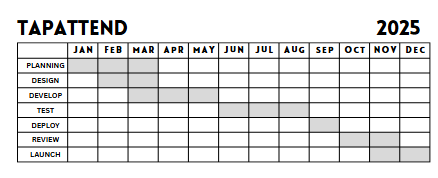 TAPATTEND 2025
JAN FEB MAR APR MAY JUN JUL AUG SEP OCT NOV DEC
PLANNING
DESIGN
DEVELOP
TEST
DEPLOY
REVIEW
LAUNCH